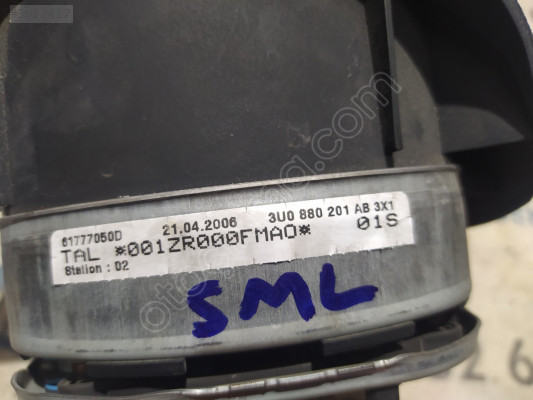 61777050D 21.04.2006 3U0 880 201 AB 3X1
TAL *001ZR000FMA0* 01S
Station : 02
SML